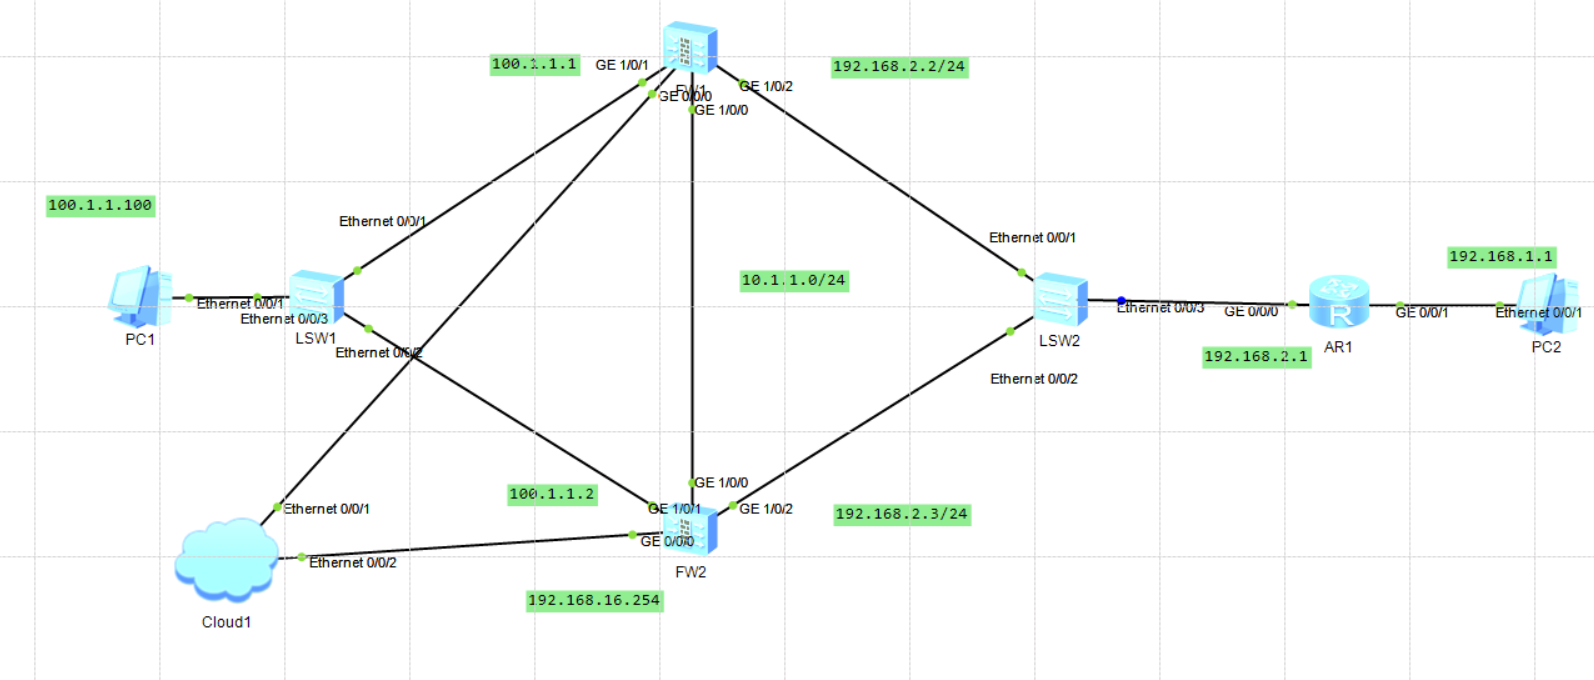 100.1.1.1
GE 1/0/1
192.168.2.2/24
FW1
GE 0/0/0
GE 1/0/2
GE 1/0/0
100.1.1.100
Ethernet 0/0/1
Ethernet 0/0/1
192.168.1.1
10.1.1.0/24
Ethernet 0/0/1
Ethernet 0/0/3
PC1
LSW1
Ethernet 0/0/2
Ethernet 0/0/3
GE 0/0/0
GE 0/0/1
Ethernet 0/0/1
LSW2
AR1
PC2
192.168.2.1
Ethernet 0/0/2
GE 1/0/0
100.1.1.2
Ethernet 0/0/1
GE 1/0/1
GE 1/0/2
192.168.2.3/24
GE 0/0/0
Ethernet 0/0/2
FW2
192.168.16.254
Cloud1